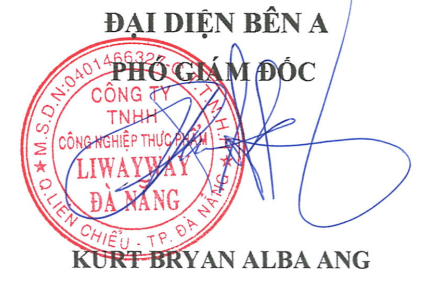 ĐẠI DIỆN BÊN A
PHÓ GIÁM ĐỐC
CÔNG TY
TNHH
CÔNG NGHIỆP THỰC PHẨM
LIWAYWAY
ĐÀ NẴNG
Q.LIÊN CHIỂU - TP. ĐÀ NẴNG
KURT BRYAN ALBA ANG